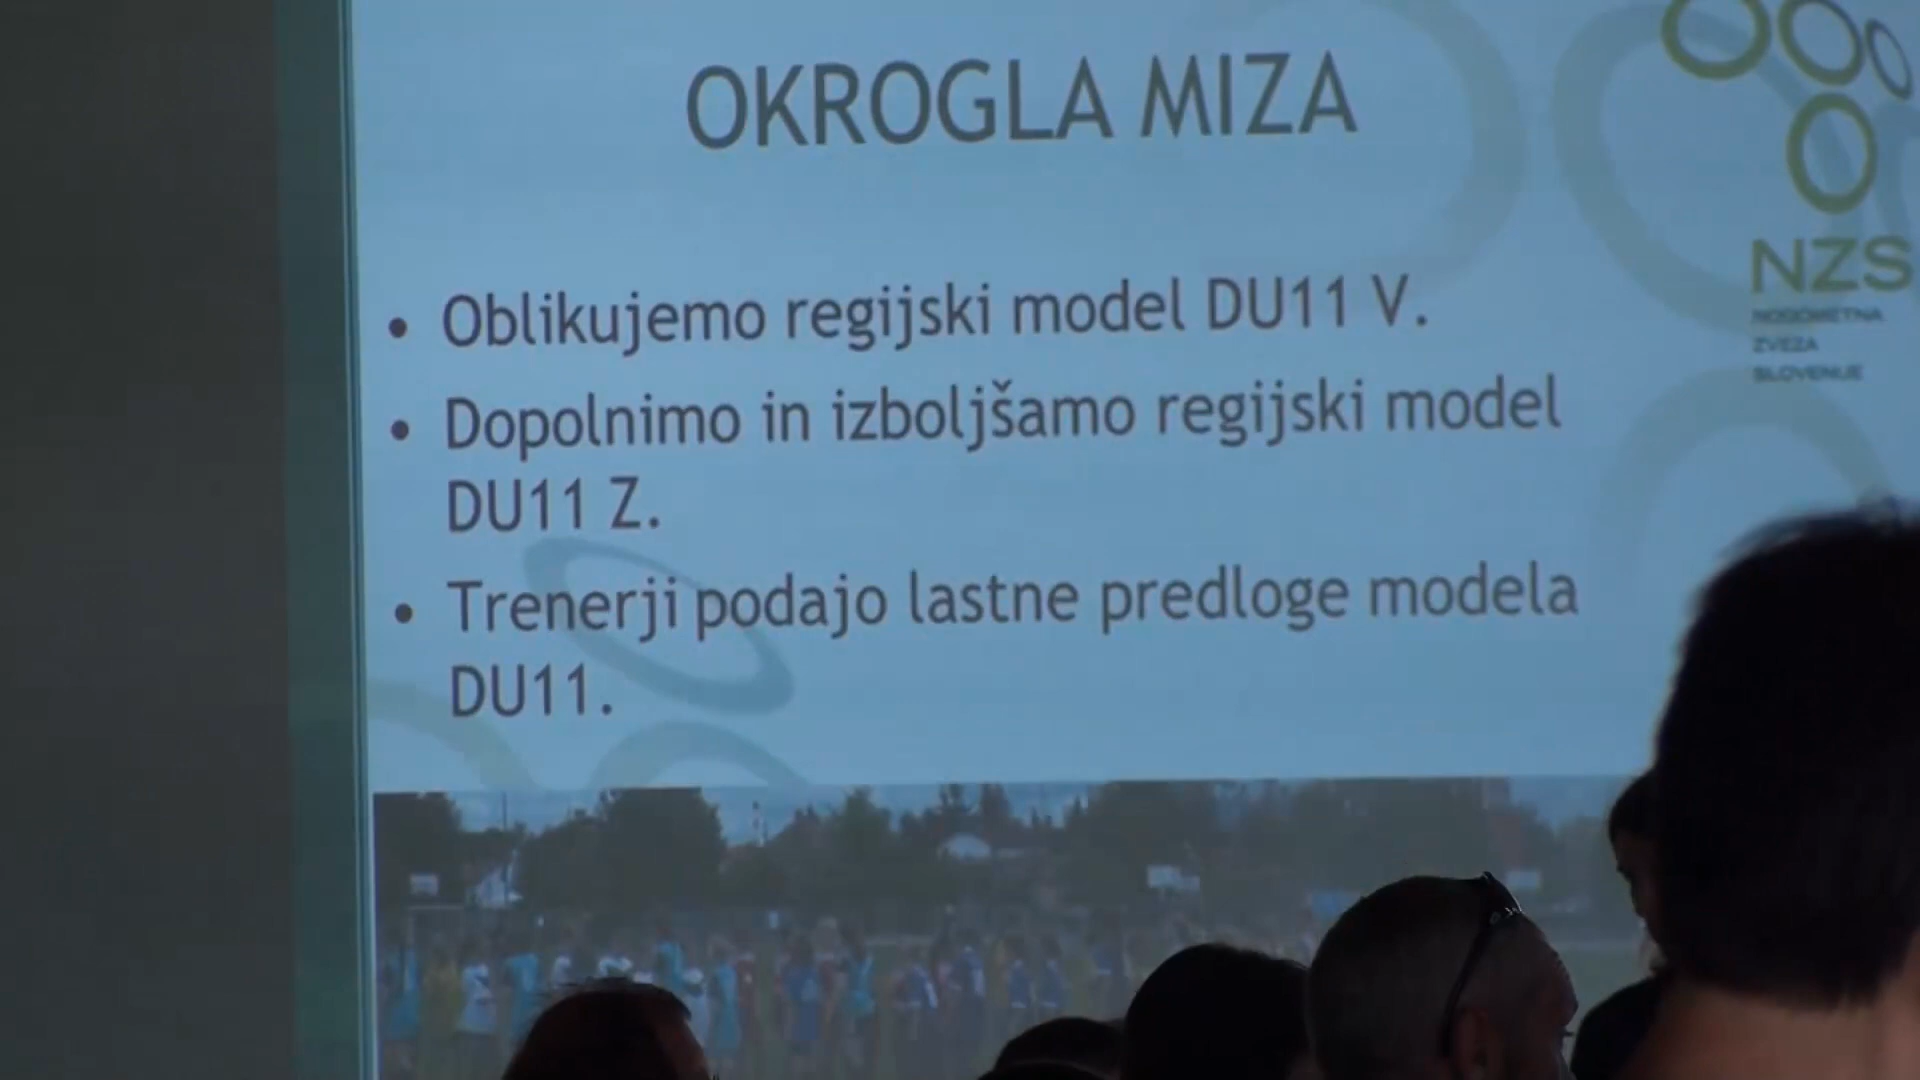 OKROGLA MIZA
NZS
NOGOMETNA
ZVEZA
SLOVENIJE
• Oblikujemo regijski model DU11 V.
• Dopolnimo in izboljšamo regijski model
DU11 Z.
• Trenerji podajo lastne predloge modela
DU11.